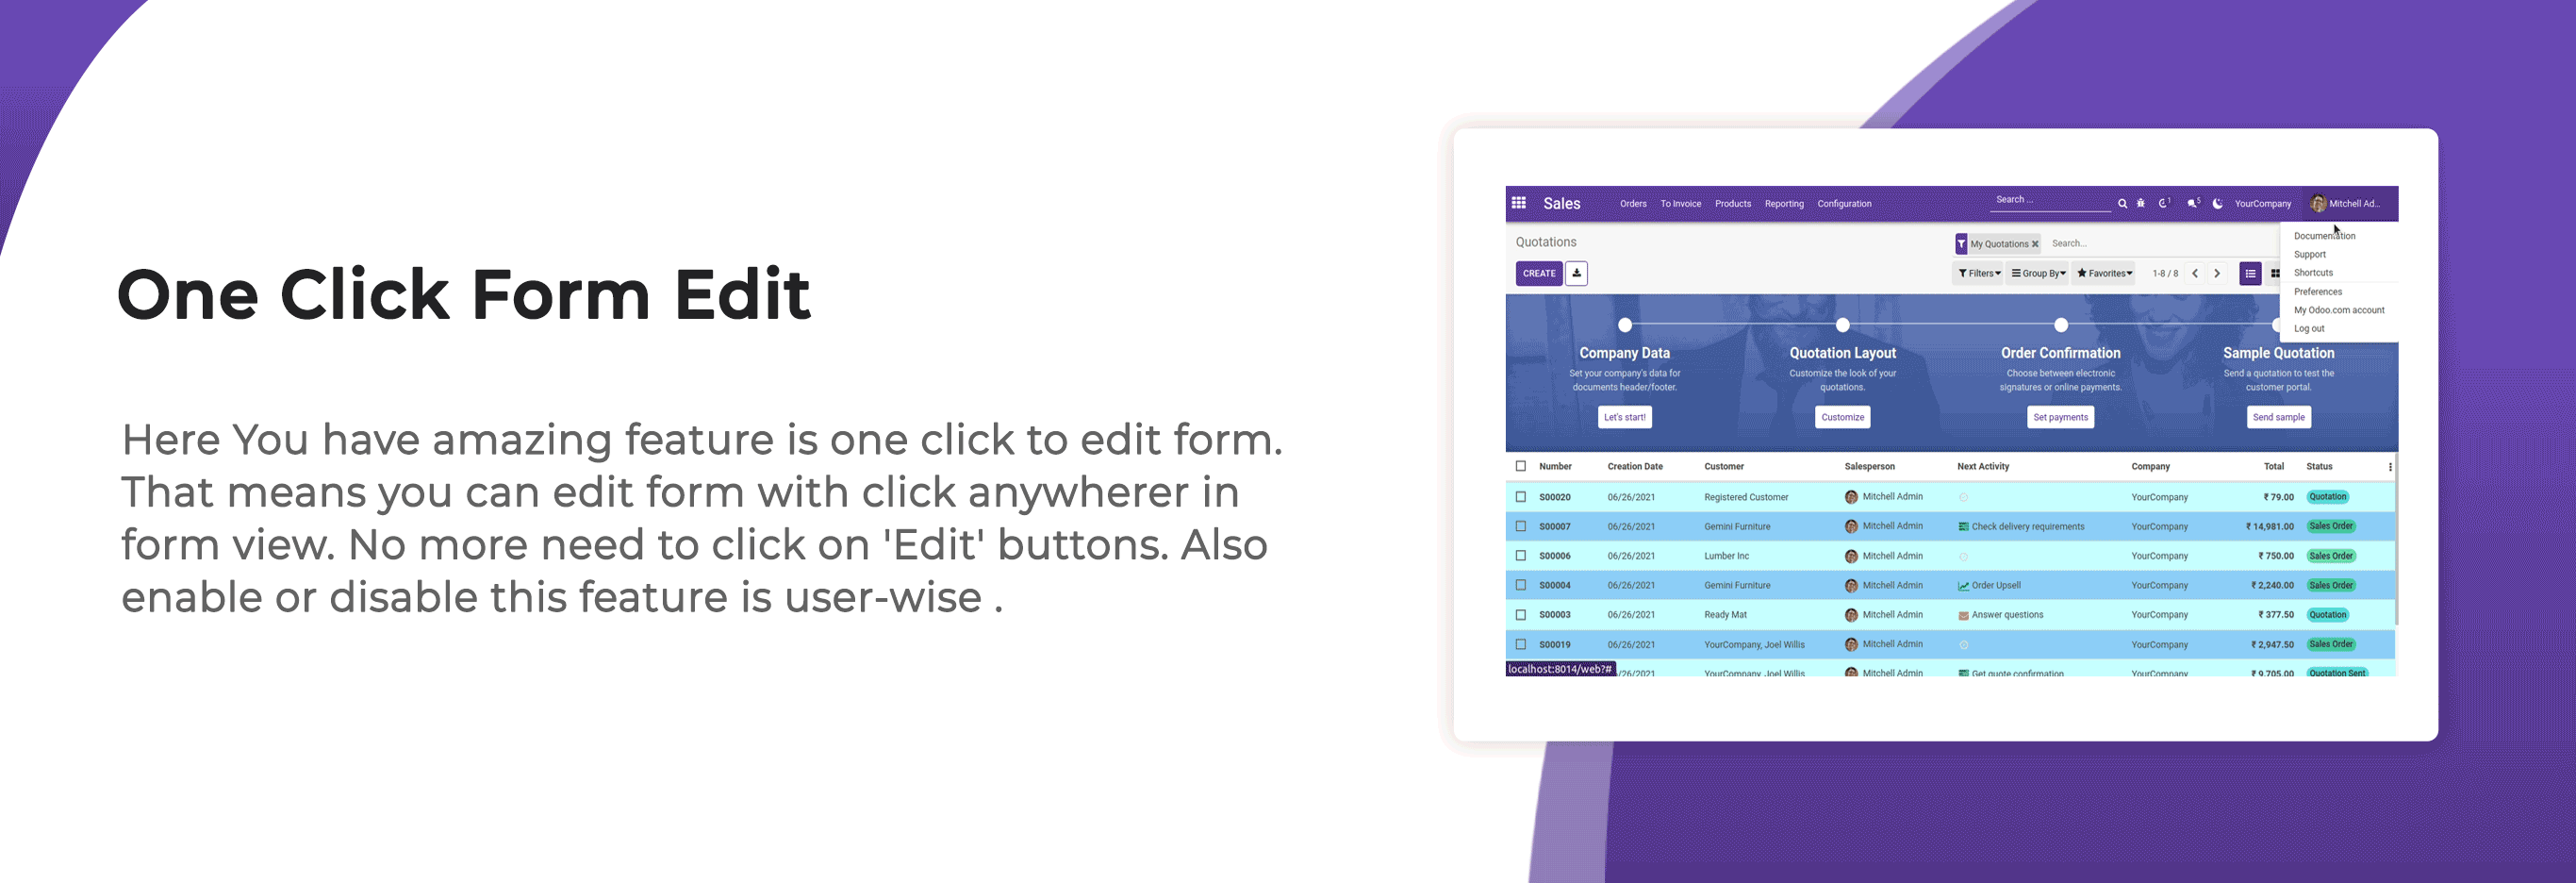 One Click Form Edit
Here You have amazing feature is one click to edit form.
That means you can edit form with click anywherer in
form view. No more need to click on 'Edit' buttons. Also
enable or disable this feature is user-wise .
Sales Orders To Invoice Products Reporting Configuration Search ... 1 5 YourCompany Mitchell Ad...
Quotations My Quotations × Search...
CREATE Filters Group By Favorites 1-8 / 8
Documentation
Support
Shortcuts
Preferences
My Odoo.com account
Log out
Company Data Quotation Layout Order Confirmation Sample Quotation
Set your company's data for Customize the look of your Choose between electronic Send a quotation to test the
documents header/footer. quotations. signatures or online payments. customer portal.
Let's start! Customize Set payments Send sample
Number Creation Date Customer Salesperson Next Activity Company Total Status
S00020 06/26/2021 Registered Customer Mitchell Admin YourCompany ₹ 79.00 Quotation
S00007 06/26/2021 Gemini Furniture Mitchell Admin Check delivery requirements YourCompany ₹ 14,981.00 Sales Order
S00006 06/26/2021 Lumber Inc Mitchell Admin YourCompany ₹ 750.00 Sales Order
S00004 06/26/2021 Gemini Furniture Mitchell Admin Order Upsell YourCompany ₹ 2,240.00 Sales Order
S00003 06/26/2021 Ready Mat Mitchell Admin Answer questions YourCompany ₹ 377.50 Quotation
S00019 06/26/2021 YourCompany, Joel Willis Mitchell Admin YourCompany ₹ 2,947.50 Sales Order
localhost:8014/web?# /26/2021 YourCompany, Joel Willis Mitchell Admin Get quote confirmation YourCompany ₹ 9,705.00 Quotation Sent